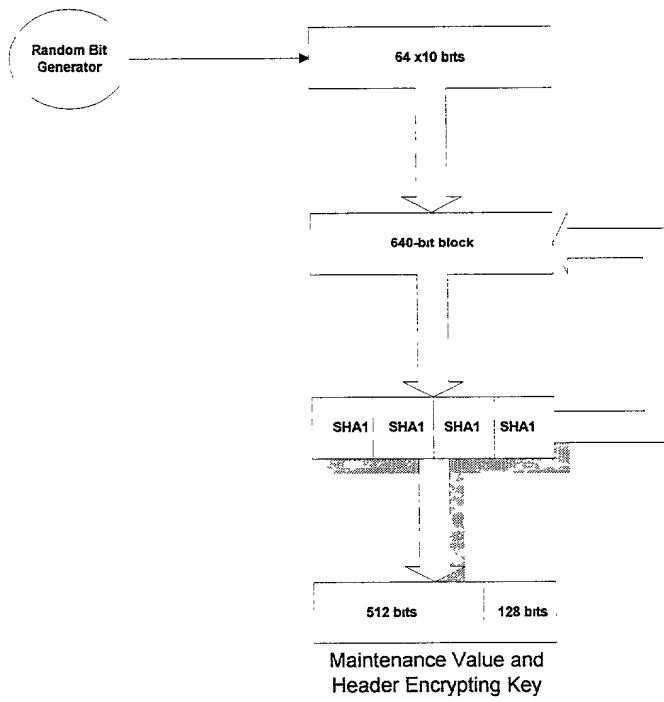 Random Bit
Generator
64 x10 bits
640-bit block
SHA1 SHA1 SHA1 SHA1
512 bits 128 bits
Maintenance Value and
Header Encrypting Key